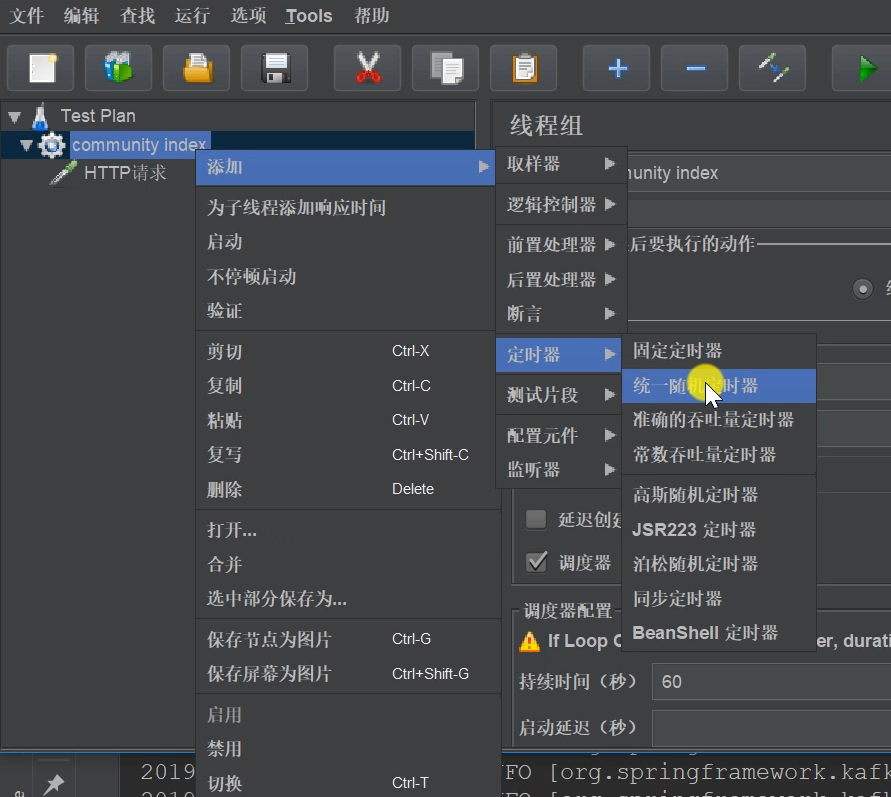 文件 编辑 查找 运行 选项 Tools 帮助
Test Plan
community index
HTTP请求
添加
为子线程添加响应时间
启动
不停顿启动
验证
剪切 Ctrl-X
复制 Ctrl-C
粘贴 Ctrl-V
复写 Ctrl+Shift-C
删除 Delete
打开...
合并
选中部分保存为...
保存节点为图片 Ctrl-G
保存屏幕为图片 Ctrl+Shift-G
启用
禁用
切换 Ctrl-T
取样器
逻辑控制器
前置处理器
后置处理器
断言
定时器
测试片段
配置元件
监听器
固定定时器
统一随机定时器
准确的吞吐量定时器
常数吞吐量定时器
高斯随机定时器
JSR223 定时器
泊松随机定时器
同步定时器
BeanShell 定时器
线程组
unity index
后要执行的动作
延迟创建
调度器
调度器配置
If Loop
er, durati
持续时间（秒） 60
启动延迟（秒）
2019
FO [org.springframework.kafk